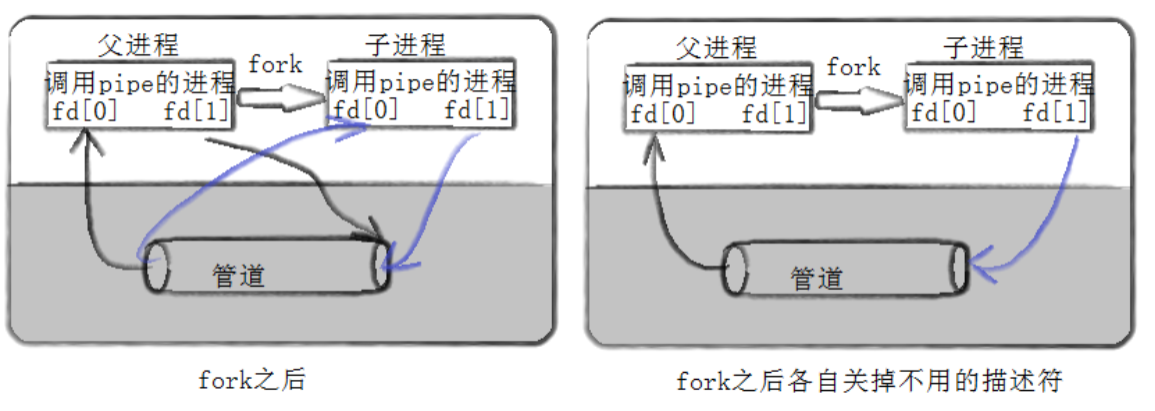 父进程
子进程
fork
调用pipe的进程
fd[0] fd[1]
调用pipe的进程
fd[0] fd[1]
管道
fork之后
父进程
子进程
fork
调用pipe的进程
fd[0] fd[1]
调用pipe的进程
fd[0] fd[1]
管道
fork之后各自关掉不用的描述符